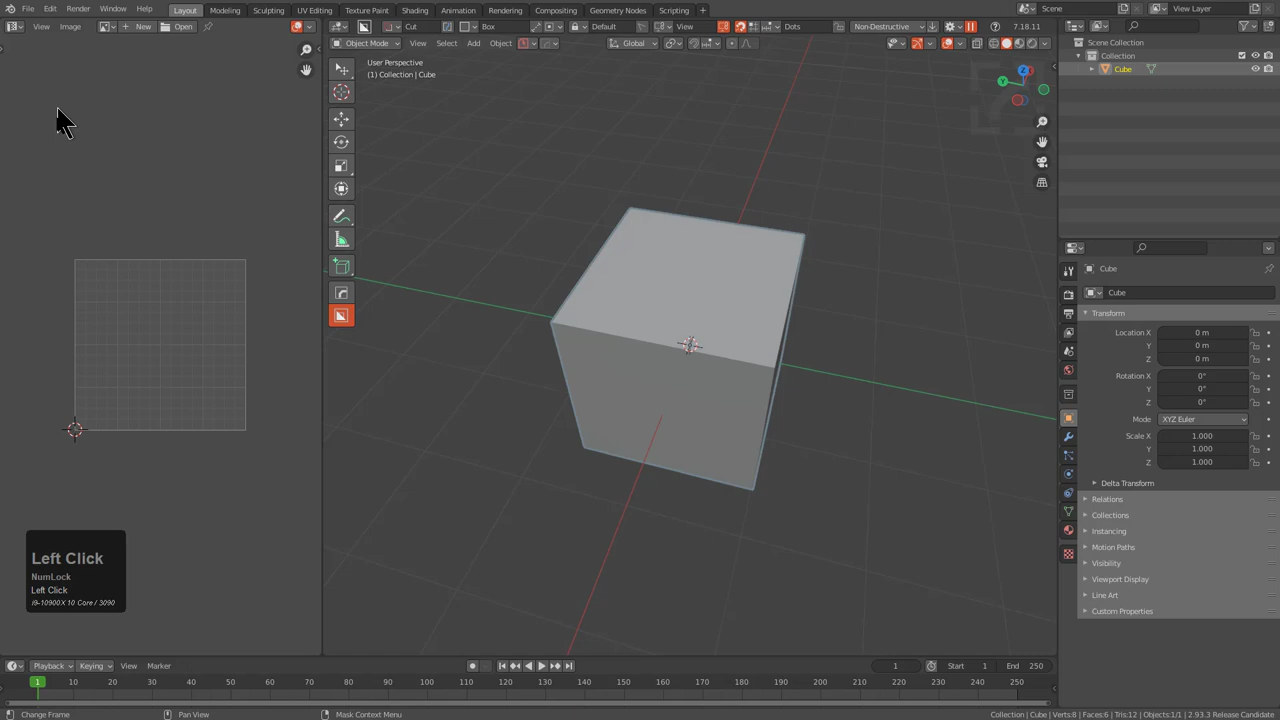 File Edit Render Window Help Layout Modeling Sculpting UV Editing Texture Paint Shading Animation Rendering Compositing Geometry Nodes Scripting + Scene View Layer
View Image New Open Cut Box Default View Dots Non-Destructive 7.18.11
Object Mode View Select Add Object Global
User Perspective
(1) Collection | Cube
Z
Y
Scene Collection
Collection
Cube
Cube
Cube
Transform
Location X 0 m
Y 0 m
Z 0 m
Rotation X 0°
Y 0°
Z 0°
Mode XYZ Euler
Scale X 1.000
Y 1.000
Z 1.000
Delta Transform
Relations
Collections
Instancing
Motion Paths
Visibility
Viewport Display
Line Art
Custom Properties
Left Click
NumLock
Left Click
i9-10900X 10 Core / 3090
Playback Keying View Marker 1 Start 1 End 250
1 10 20 30 40 50 60 70 80 90 100 110 120 130 140 150 160 170 180 190 200 210 220 230 240 250
Change Frame Pan View Mask Context Menu Collection | Cube | Verts:8 | Faces:6 | Tris:12 | Objects:1/1 | 2.93.3 Release Candidate